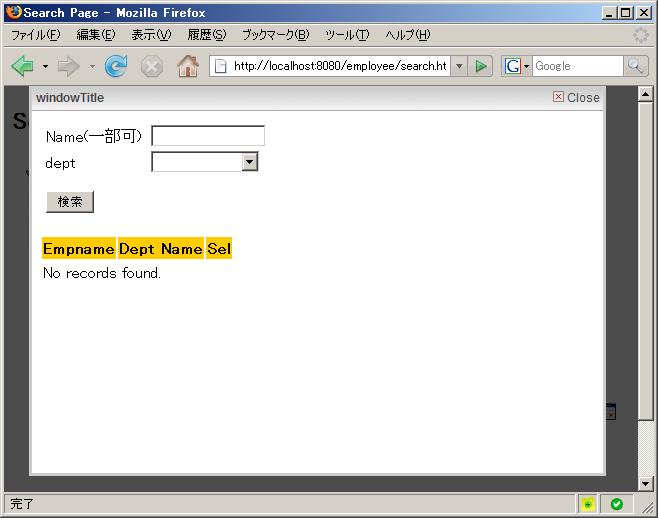 Search Page - Mozilla Firefox
ファイル(F) 編集(E) 表示(V) 履歴(S) ブックマーク(B) ツール(T) ヘルプ(H)
http://localhost:8080/employee/search.ht
Google
windowTitle
Close
Name(一部可)
dept
検索
Empname Dept Name Sel
No records found.
完了